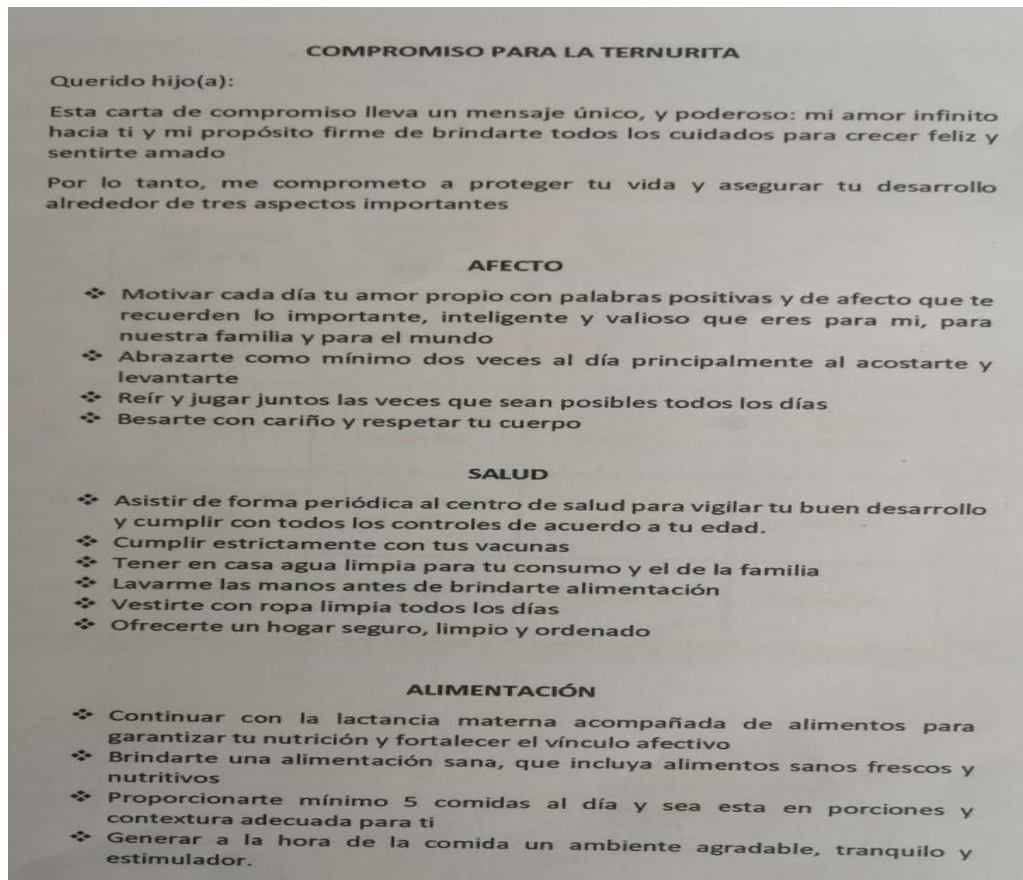 COMPROMISO PARA LA TERNURITA
Querido hijo(a):
Esta carta de compromiso lleva un mensaje único, y poderoso: mi amor infinito
hacia ti y mi propósito firme de brindarte todos los cuidados para crecer feliz y
sentirte amado
Por lo tanto, me comprometo a proteger tu vida y asegurar tu desarrollo
alrededor de tres aspectos importantes
AFECTO
❖ Motivar cada día tu amor propio con palabras positivas y de afecto que te
recuerden lo importante, inteligente y valioso que eres para mi, para
nuestra familia y para el mundo
❖ Abrazarte como mínimo dos veces al día principalmente al acostarte y
levantarte
❖ Reír y jugar juntos las veces que sean posibles todos los días
❖ Besarte con cariño y respetar tu cuerpo
SALUD
❖ Asistir de forma periódica al centro de salud para vigilar tu buen desarrollo
y cumplir con todos los controles de acuerdo a tu edad.
❖ Cumplir estrictamente con tus vacunas
❖ Tener en casa agua limpia para tu consumo y el de la familia
❖ Lavarme las manos antes de brindarte alimentación
❖ Vestirte con ropa limpia todos los días
❖ Ofrecerte un hogar seguro, limpio y ordenado
ALIMENTACIÓN
❖ Continuar con la lactancia materna acompañada de alimentos para
garantizar tu nutrición y fortalecer el vínculo afectivo
❖ Brindarte una alimentación sana, que incluya alimentos sanos frescos y
nutritivos
❖ Proporcionarte mínimo 5 comidas al día y sea esta en porciones y
contextura adecuada para ti
❖ Generar a la hora de la comida un ambiente agradable, tranquilo y
estimulador.